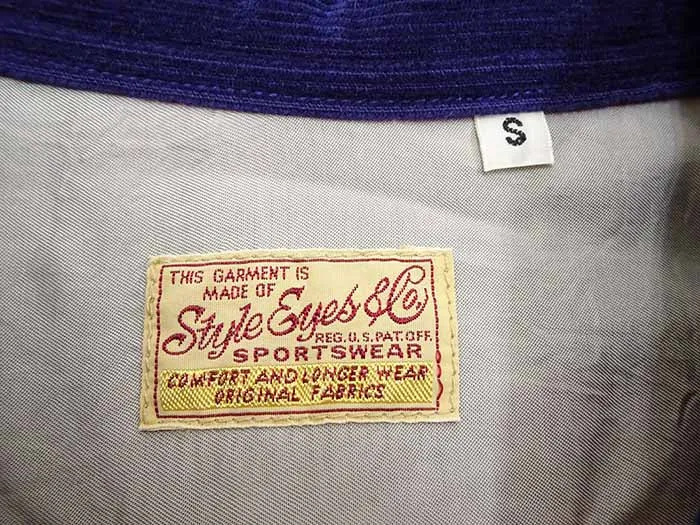 S
THIS GARMENT IS
MADE OF
Style Eyes & Co.
REG.U.S.PAT.OFF.
SPORTSWEAR
COMFORT AND LONGER WEAR
ORIGINAL FABRICS